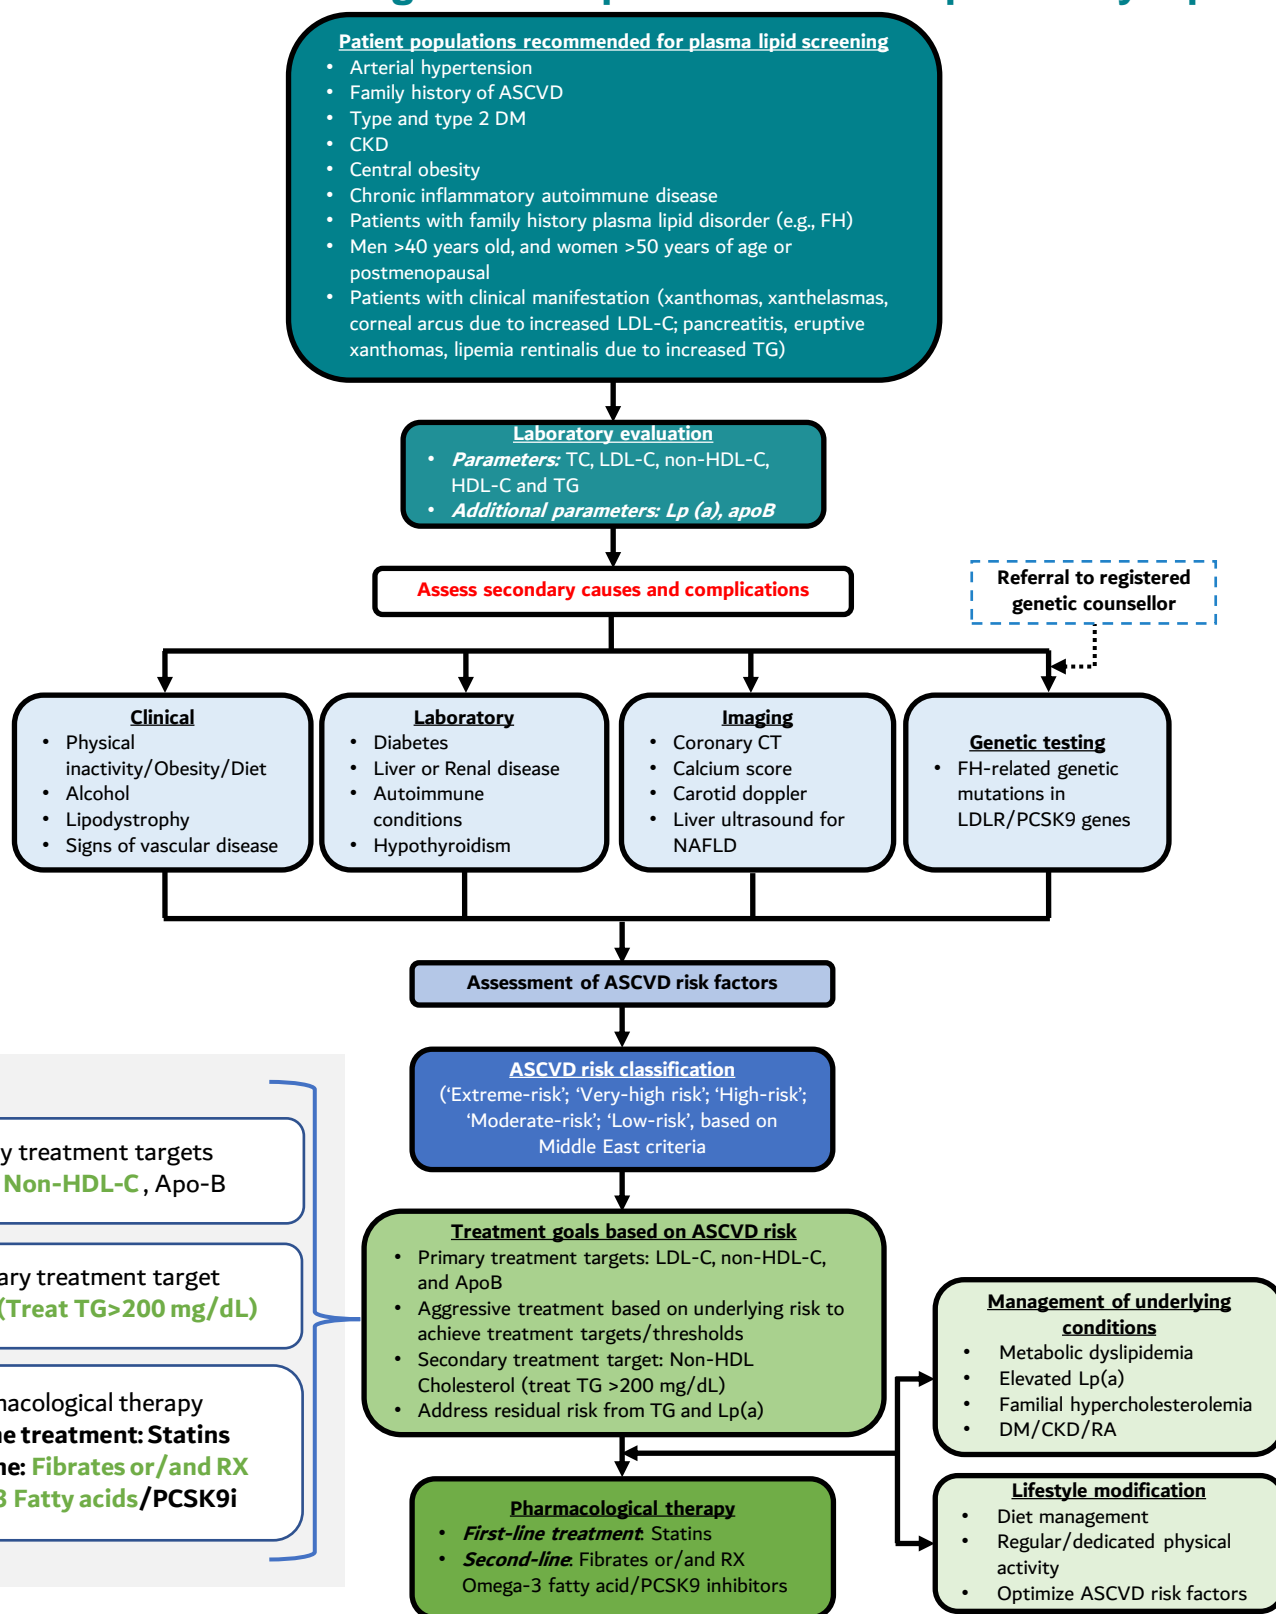 Patient populations recommended for plasma lipid screening
• Arterial hypertension
• Family history of ASCVD
• Type and type 2 DM
• CKD
• Central obesity
• Chronic inflammatory autoimmune disease
• Patients with family history plasma lipid disorder (e.g., FH)
• Men >40 years old, and women >50 years of age or
postmenopausal
• Patients with clinical manifestation (xanthomas, xanthelasmas,
corneal arcus due to increased LDL-C; pancreatitis, eruptive
xanthomas, lipemia rentinalis due to increased TG)
Laboratory evaluation
• Parameters: TC, LDL-C, non-HDL-C,
HDL-C and TG
• Additional parameters: Lp (a), apoB
Assess secondary causes and complications
Referral to registered
genetic counsellor
Clinical
• Physical
inactivity/Obesity/Diet
• Alcohol
• Lipodystrophy
• Signs of vascular disease
Laboratory
• Diabetes
• Liver or Renal disease
• Autoimmune
conditions
• Hypothyroidism
Imaging
• Coronary CT
• Calcium score
• Carotid doppler
• Liver ultrasound for
NAFLD
Genetic testing
• FH-related genetic
mutations in
LDLR/PCSK9 genes
Assessment of ASCVD risk factors
ASCVD risk classification
(‘Extreme-risk’; ‘Very-high risk’; ‘High-risk’;
‘Moderate-risk’; ‘Low-risk’, based on
Middle East criteria
treatment targets
Non-HDL-C , Apo-B
treatment target
(Treat TG>200 mg/dL)
therapy
treatment: Statins
Fibrates or/and RX
Fatty acids/PCSK9i
Treatment goals based on ASCVD risk
• Primary treatment targets: LDL-C, non-HDL-C,
and ApoB
• Aggressive treatment based on underlying risk to
achieve treatment targets/thresholds
• Secondary treatment target: Non-HDL
Cholesterol (treat TG >200 mg/dL)
• Address residual risk from TG and Lp(a)
Management of underlying
conditions
• Metabolic dyslipidemia
• Elevated Lp(a)
• Familial hypercholesterolemia
• DM/CKD/RA
Pharmacological therapy
• First-line treatment: Statins
• Second-line: Fibrates or/and RX
Omega-3 fatty acid/PCSK9 inhibitors
Lifestyle modification
• Diet management
• Regular/dedicated physical
activity
• Optimize ASCVD risk factors